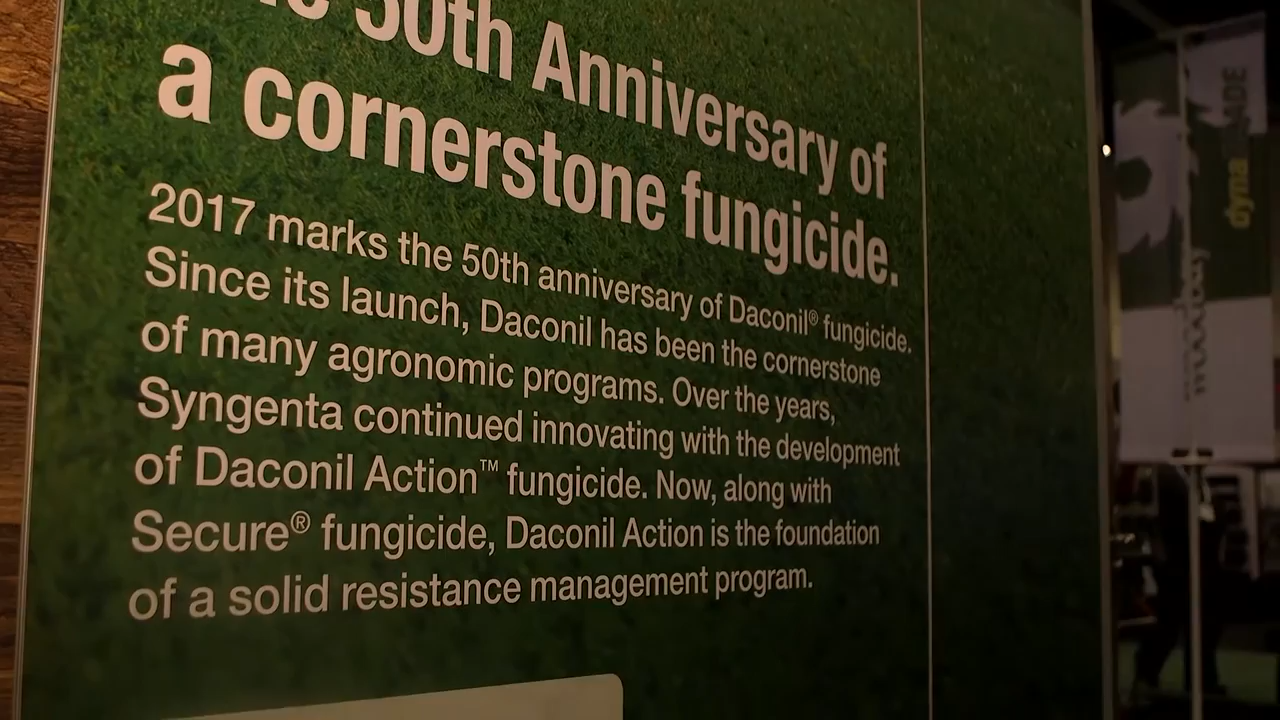 50th Anniversary of
a cornerstone fungicide.
2017 marks the 50th anniversary of Daconil® fungicide.
Since its launch, Daconil has been the cornerstone
of many agronomic programs. Over the years,
Syngenta continued innovating with the development
of Daconil Action™ fungicide. Now, along with
Secure® fungicide, Daconil Action is the foundation
of a solid resistance management program.
dyna